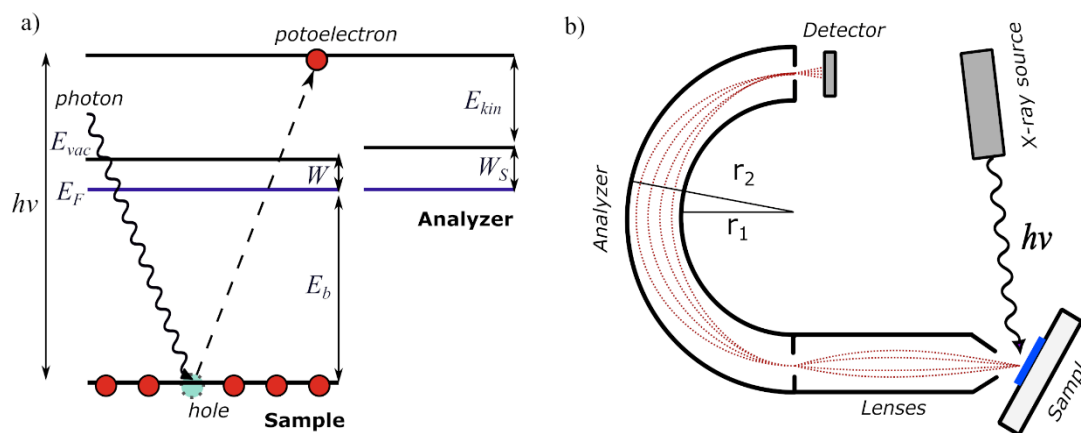 a)
potoelectron
photon
E_kin
E_vac
W
W_S
E_F
hν
Analyzer
E_b
hole
Sample
b)
Detector
X-ray source
Analyzer
r_2
r_1
hν
Lenses
Sampl